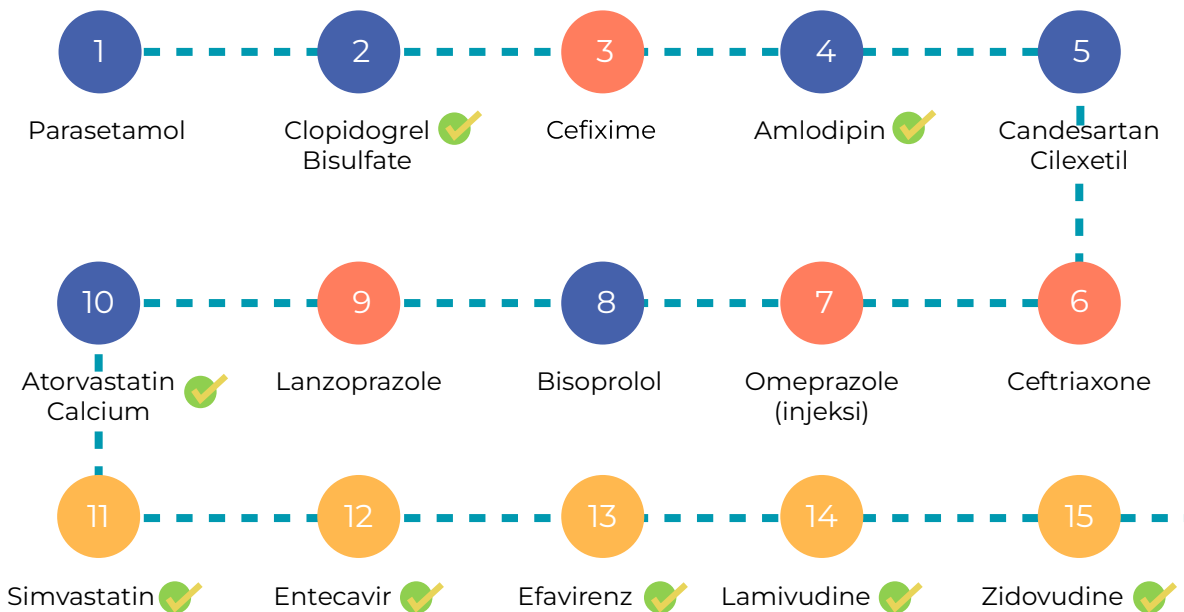 1
2
3
4
5
Parasetamol
Clopidogrel
Bisulfate
Cefixime
Amlodipin
Candesartan
Cilexetil
10
9
8
7
6
Atorvastatin
Calcium
Lanzoprazole
Bisoprolol
Omeprazole
(injeksi)
Ceftriaxone
11
12
13
14
15
Simvastatin
Entecavir
Efavirenz
Lamivudine
Zidovudine